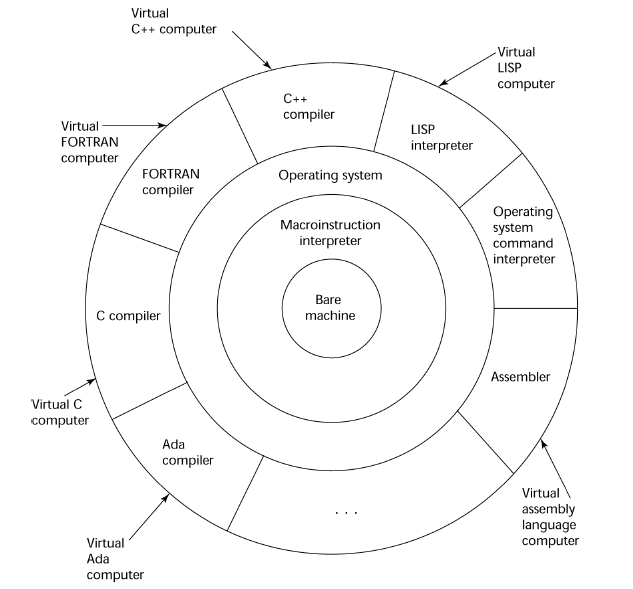 Virtual
C++ computer
Virtual
LISP
computer
C++
compiler
Virtual
FORTRAN
computer
LISP
interpreter
FORTRAN
compiler
Operating system
Operating
system
command
interpreter
Macroinstruction
interpreter
Bare
machine
C compiler
Assembler
Virtual C
computer
Ada
compiler
Virtual
assembly
language
computer
. . .
Virtual
Ada
computer